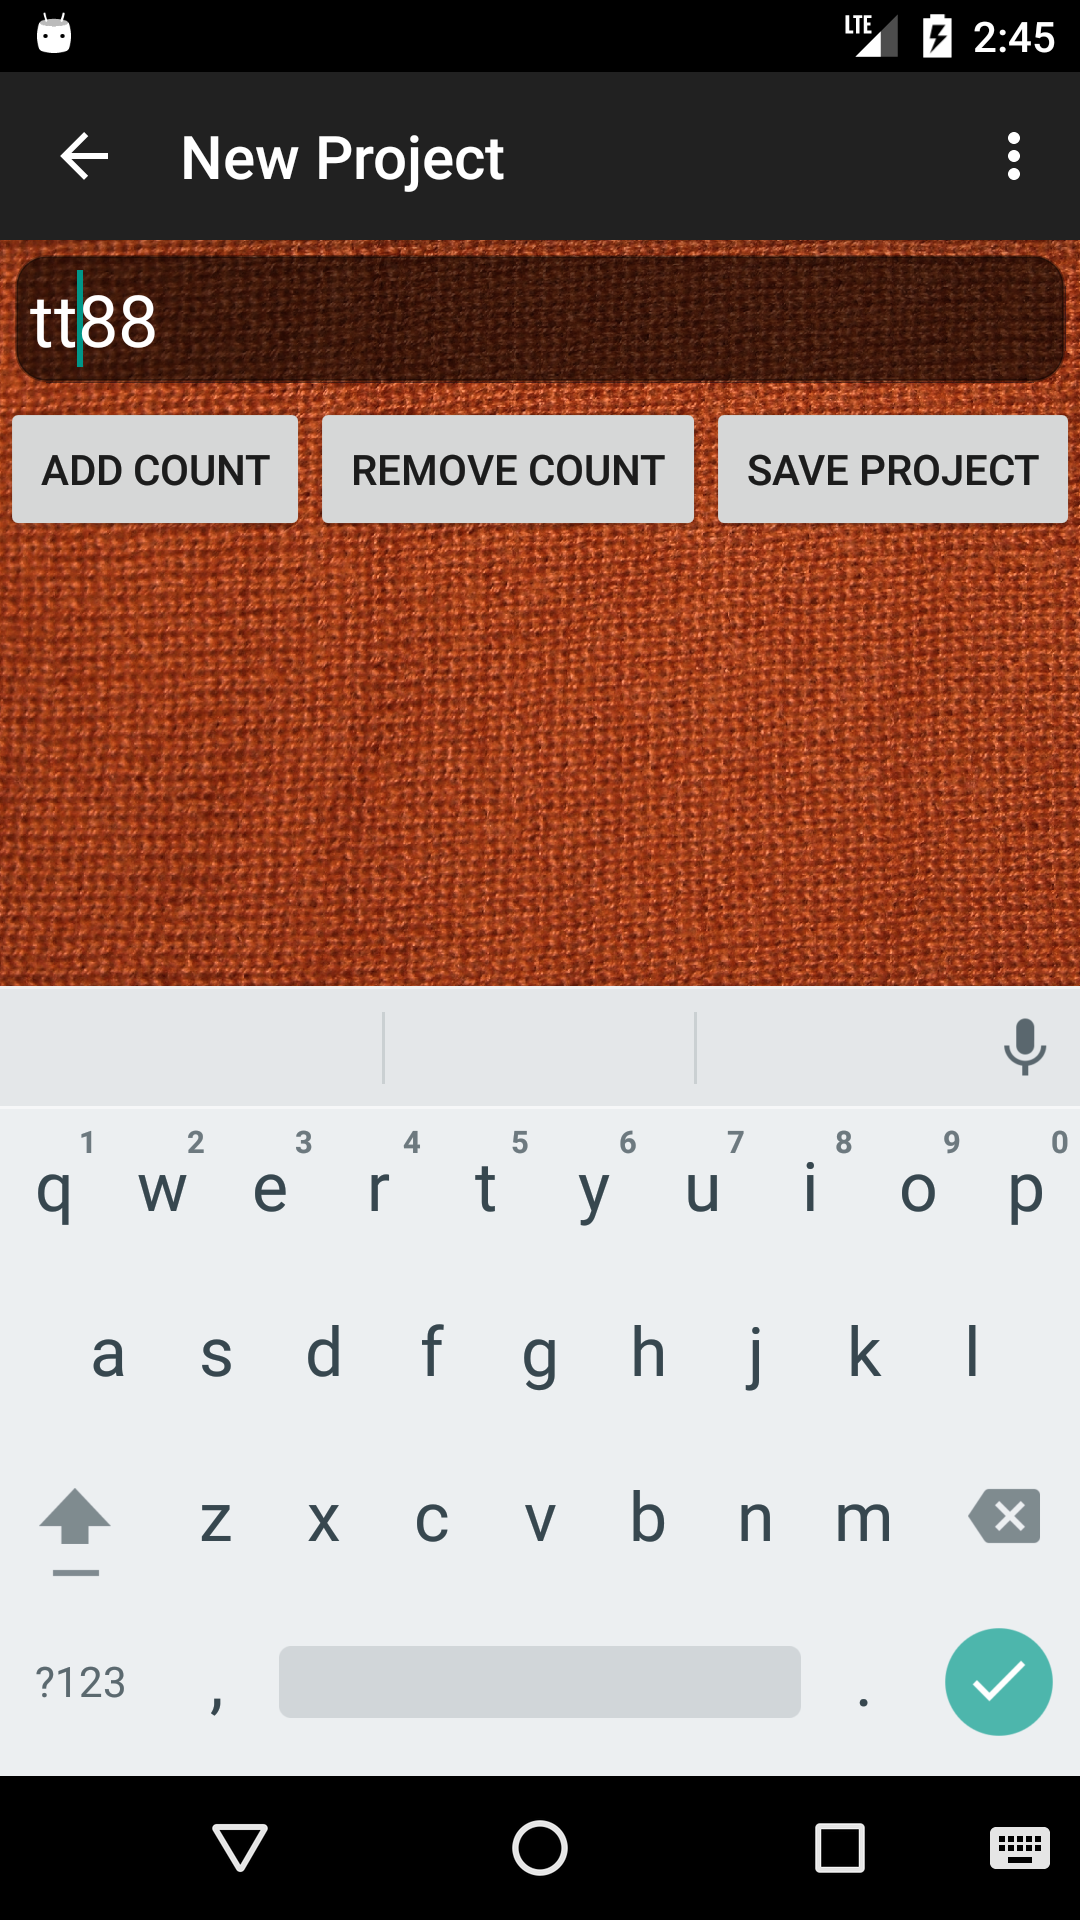 LTE 2:45
New Project
tt88
ADD COUNT REMOVE COUNT SAVE PROJECT
1 2 3 4 5 6 7 8 9 0
q w e r t y u i o p
a s d f g h j k l
z x c v b n m
?123 , .